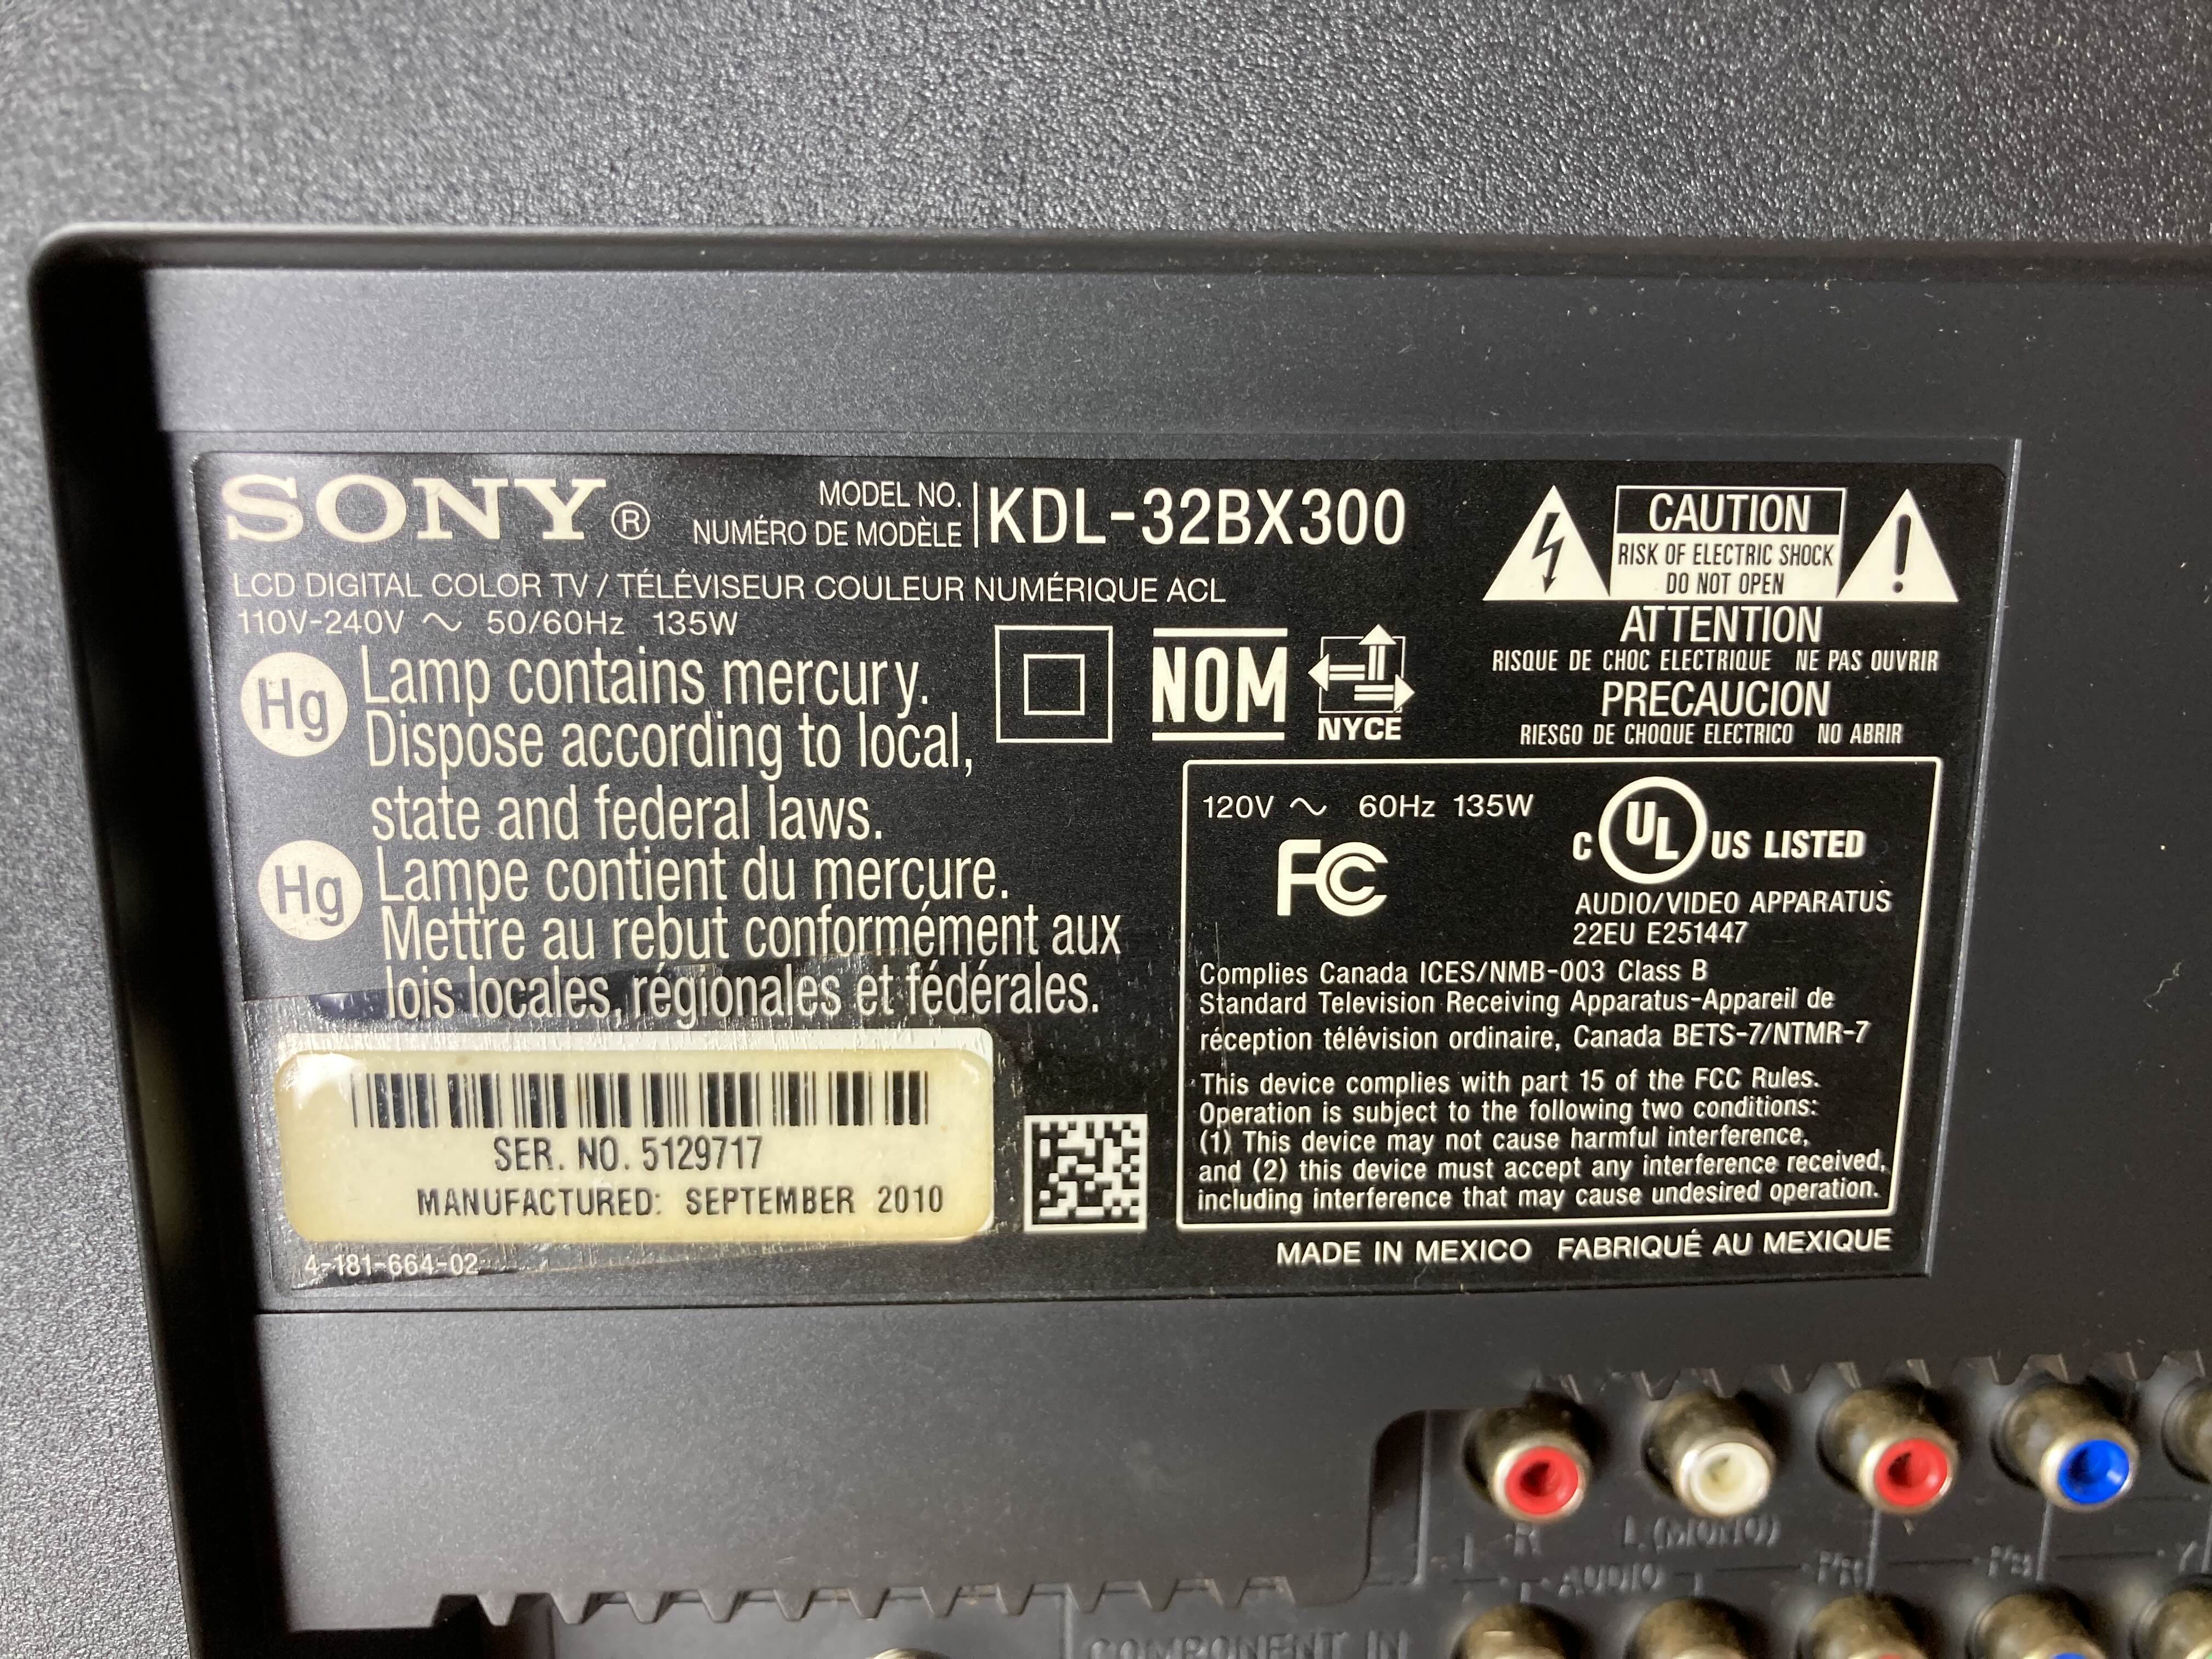 SONY®
MODEL NO.
NUMÉRO DE MODÈLE
KDL-32BX300
LCD DIGITAL COLOR TV / TÉLÉVISEUR COULEUR NUMÉRIQUE ACL
110V-240V ~ 50/60Hz 135W
Hg Lamp contains mercury.
Dispose according to local,
state and federal laws.
Hg Lampe contient du mercure.
Mettre au rebut conformément aux
lois locales, régionales et fédérales.
NOM
NYCE
SER. NO. 5129717
MANUFACTURED: SEPTEMBER 2010
4-181-664-02
CAUTION
RISK OF ELECTRIC SHOCK
DO NOT OPEN
ATTENTION
RISQUE DE CHOC ELECTRIQUE NE PAS OUVRIR
PRECAUCION
RIESGO DE CHOQUE ELECTRICO NO ABRIR
120V ~ 60Hz 135W
FC
C UL US LISTED
AUDIO/VIDEO APPARATUS
22EU E251447
Complies Canada ICES/NMB-003 Class B
Standard Television Receiving Apparatus-Appareil de
réception télévision ordinaire, Canada BETS-7/NTMR-7
This device complies with part 15 of the FCC Rules.
Operation is subject to the following two conditions:
(1) This device may not cause harmful interference,
and (2) this device must accept any interference received,
including interference that may cause undesired operation.
MADE IN MEXICO FABRIQUÉ AU MEXIQUE
R L (MONO)
AUDIO PR PB Y
COMPONENT IN